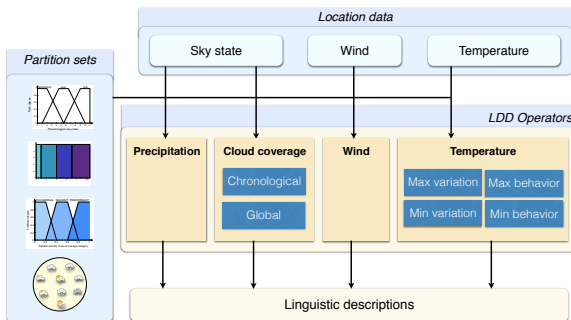 Location data
Partition sets
Sky state
Wind
Temperature
LDD Operators
Precipitation
Cloud coverage
Wind
Temperature
Chronological
Max variation
Max behavior
Global
Min variation
Min behavior
Linguistic descriptions